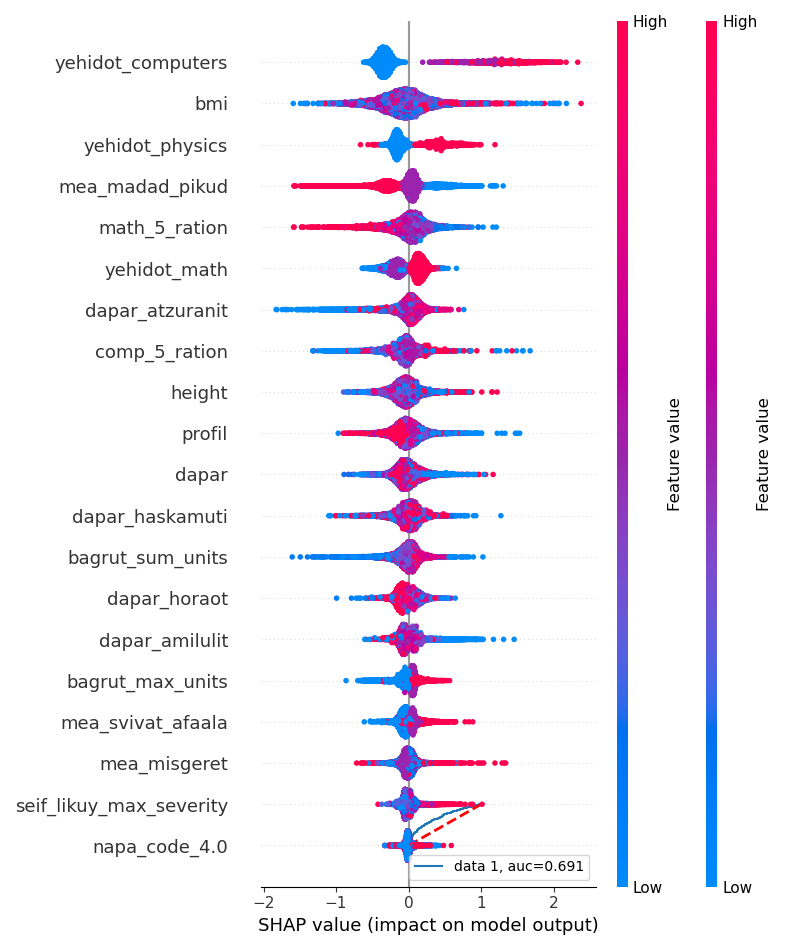 High
High
yehidot_computers
bmi
yehidot_physics
mea_madad_pikud
math_5_ration
yehidot_math
dapar_atzuranit
comp_5_ration
height
profil
dapar
dapar_haskamuti
bagrut_sum_units
dapar_horaot
dapar_amilulit
bagrut_max_units
mea_svivat_afaala
mea_misgeret
seif_likuy_max_severity
napa_code_4.0
Feature value
Feature value
data 1, auc=0.691
Low
Low
−2 −1 0 1 2
SHAP value (impact on model output)